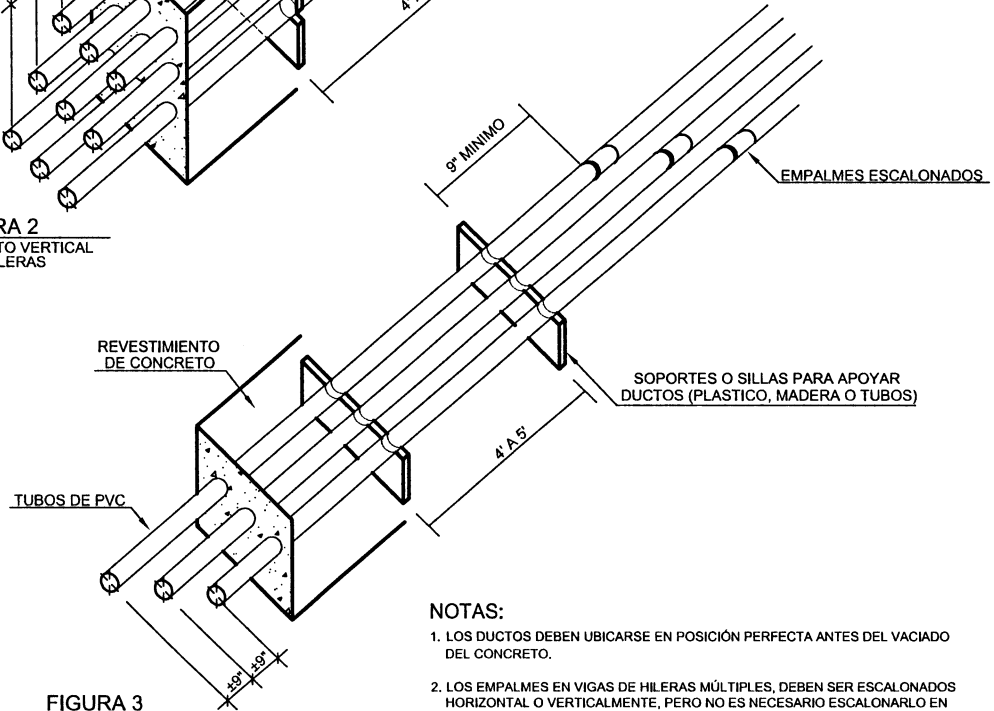 4'
9" MINIMO
EMPALMES ESCALONADOS
RA 2
TO VERTICAL
LERAS
REVESTIMIENTO
DE CONCRETO
SOPORTES O SILLAS PARA APOYAR
DUCTOS (PLASTICO, MADERA O TUBOS)
4' A 5'
TUBOS DE PVC
±9"
±9"
FIGURA 3
NOTAS:
1. LOS DUCTOS DEBEN UBICARSE EN POSICIÓN PERFECTA ANTES DEL VACIADO
DEL CONCRETO.
2. LOS EMPALMES EN VIGAS DE HILERAS MÚLTIPLES, DEBEN SER ESCALONADOS
HORIZONTAL O VERTICALMENTE, PERO NO ES NECESARIO ESCALONARLO EN